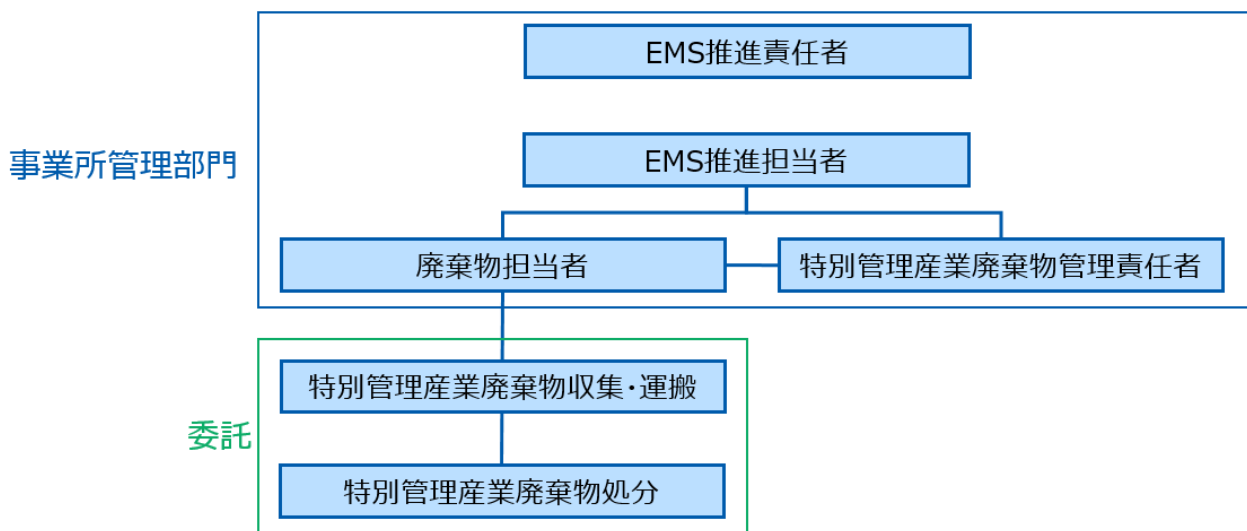 EMS推進責任者
事業所管理部門
EMS推進担当者
廃棄物担当者
特別管理産業廃棄物管理責任者
特別管理産業廃棄物収集・運搬
委託
特別管理産業廃棄物処分